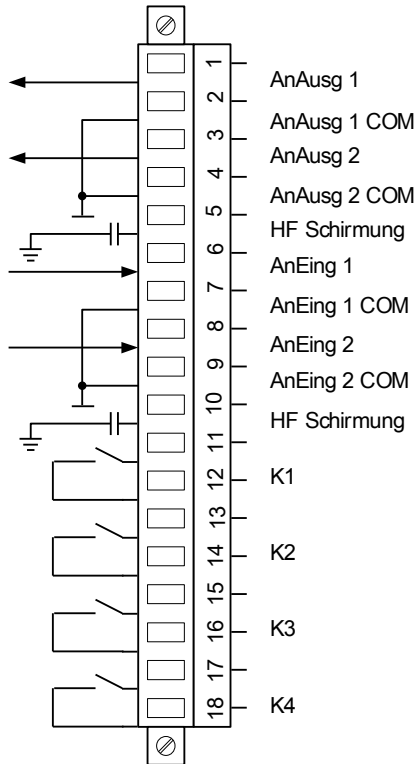 1
AnAusg 1
2
AnAusg 1 COM
3
AnAusg 2
4
AnAusg 2 COM
5
HF Schirmung
6
AnEing 1
7
AnEing 1 COM
8
AnEing 2
9
AnEing 2 COM
10
HF Schirmung
11
12
K1
13
14
K2
15
16
K3
17
18
K4